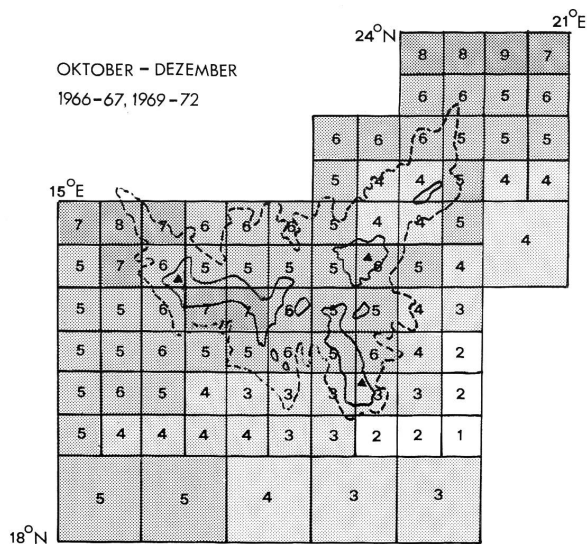 21°E
24°N
8 8 9 7
OKTOBER – DEZEMBER
1966-67, 1969-72
6 6 5 6
6 6 6 5 5 5
5 4 4 5 4 4
15°E
7 8 7 6 6 6 5 4 4 5
4
5 7 6 5 5 5 5 6 5 4
5 5 6 7 7 6 5 5 4 3
5 5 6 5 5 6 5 6 4 2
5 6 5 4 3 3 3 3 3 2
5 4 4 4 4 3 3 2 2 1
5 5 4 3 3
18°N